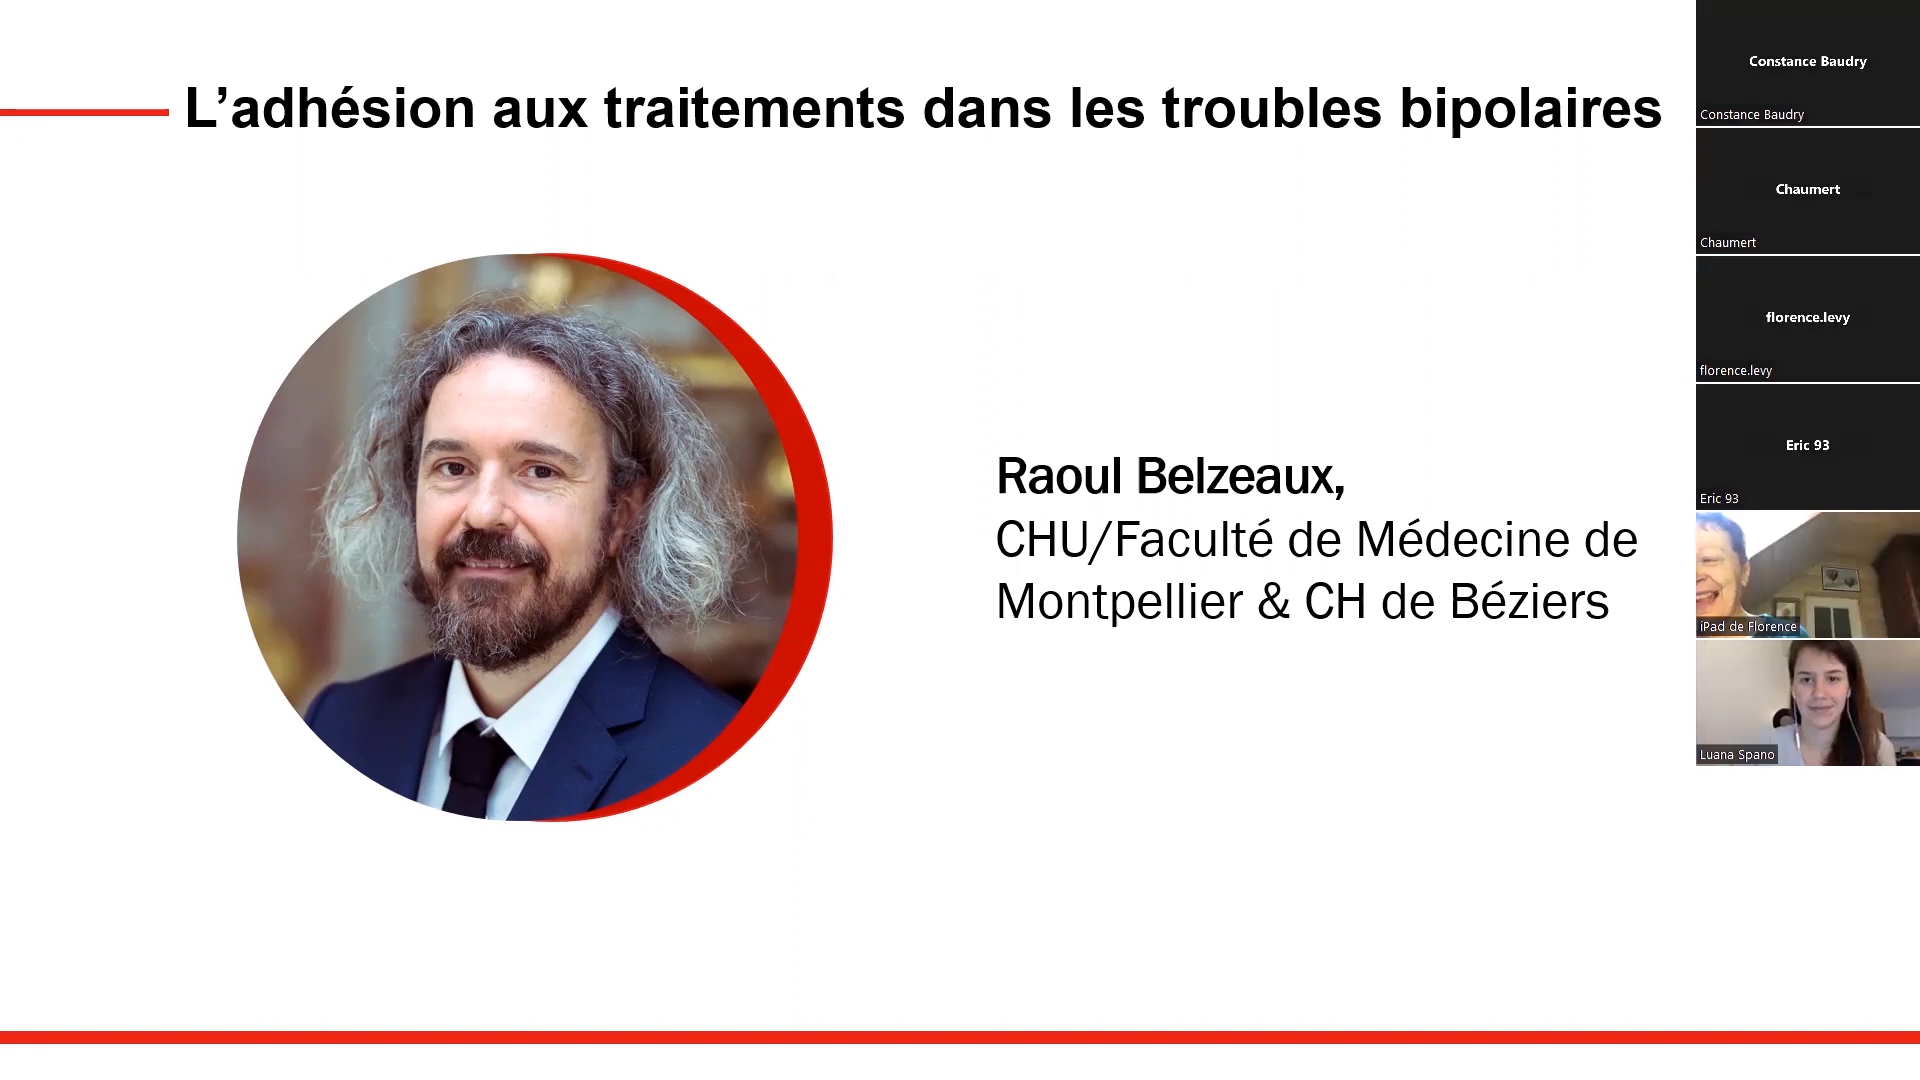 L’adhésion aux traitements dans les troubles bipolaires
Raoul Belzeaux,
CHU/Faculté de Médecine de
Montpellier & CH de Béziers
Constance Baudry
Constance Baudry
Chaumert
Chaumert
florence.levy
florence.levy
Eric 93
Eric 93
iPad de Florence
Luana Spano